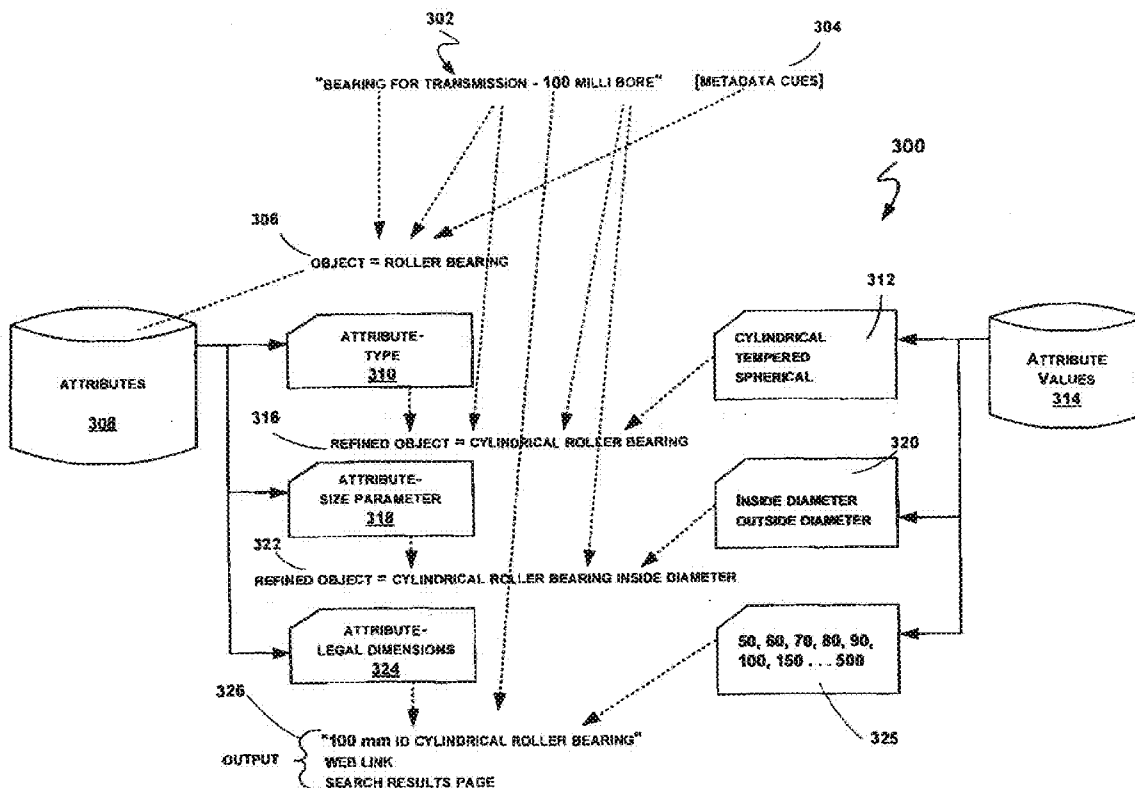 302
304
"BEARING FOR TRANSMISSION - 100 MILLI BORE" [METADATA CUES]
300
306
OBJECT = ROLLER BEARING
312
ATTRIBUTES
308
ATTRIBUTE-
TYPE
310
CYLINDRICAL
TEMPERED
SPHERICAL
ATTRIBUTE
VALUES
314
316
REFINED OBJECT = CYLINDRICAL ROLLER BEARING
320
ATTRIBUTE-
SIZE PARAMETER
318
INSIDE DIAMETER
OUTSIDE DIAMETER
322
REFINED OBJECT = CYLINDRICAL ROLLER BEARING INSIDE DIAMETER
ATTRIBUTE-
LEGAL DIMENSIONS
324
50, 60, 70, 80, 90,
100, 150 . . . 500
326
325
OUTPUT
"100 mm ID CYLINDRICAL ROLLER BEARING"
WEB LINK
SEARCH RESULTS PAGE